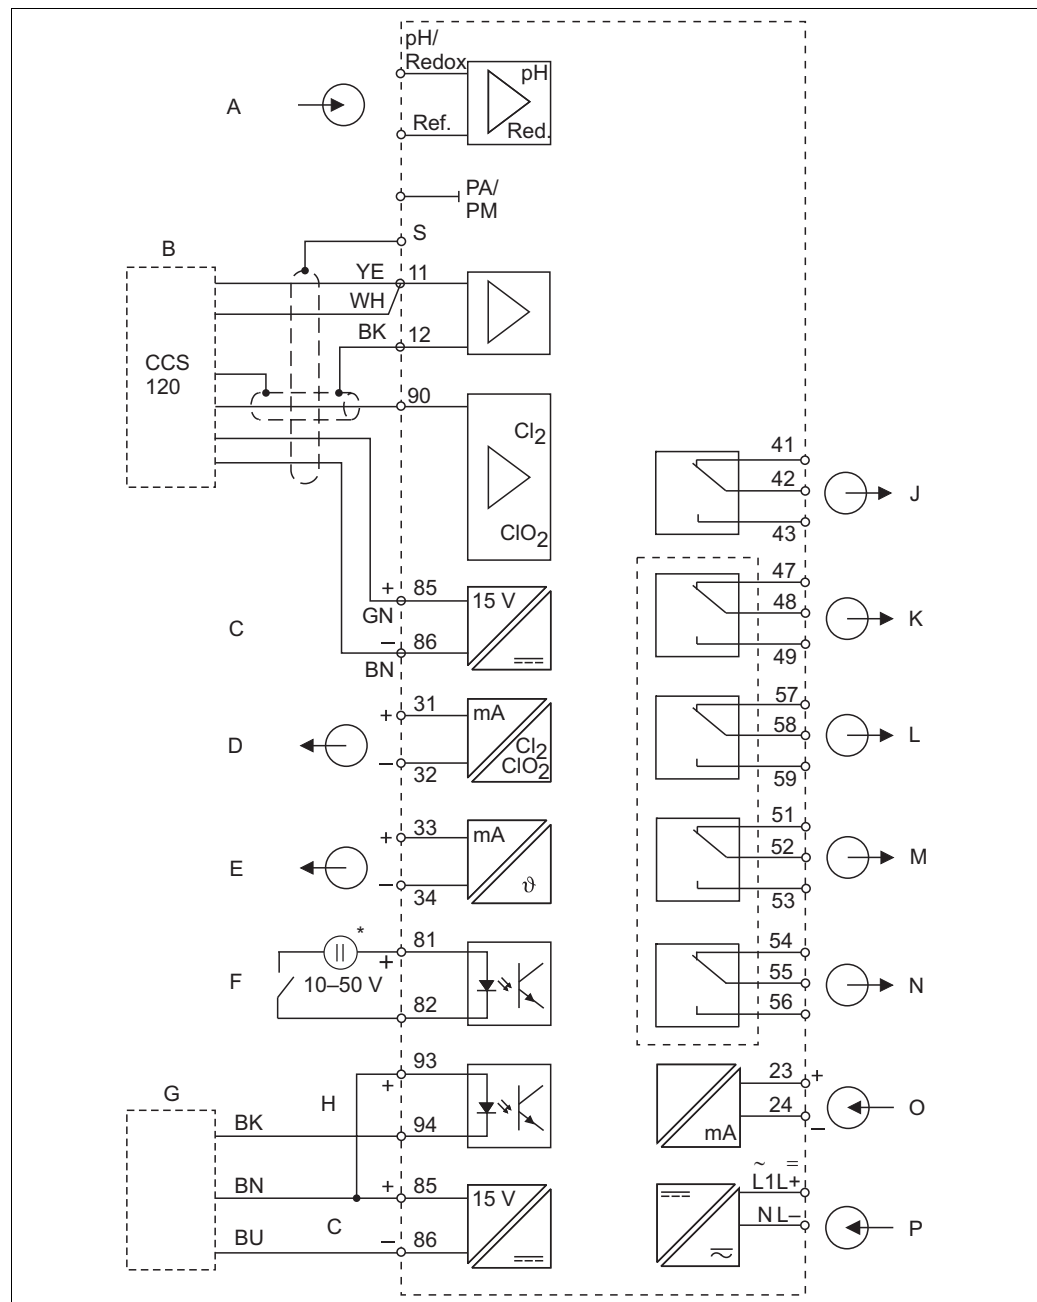 pH/
Redox
pH
A
Ref.
Red.
PA/
PM
S
B
YE 11
WH
BK 12
CCS
120
90
Cl2
ClO2
+ 85
15 V
GN
C
– 86
BN
31
+ mA
D
Cl2
ClO2
–
32
33
+ mA
E
–
34
ϑ
* 81
+
F
10–50 V
82
93
+
G
H
BK 94
BN + 85
15 V
C
BU – 86
41
42
J
43
47
48
K
49
57
58
L
59
51
52
M
53
54
55
N
56
23 +
24
O
mA –
~ =
L1L+
N L–
P